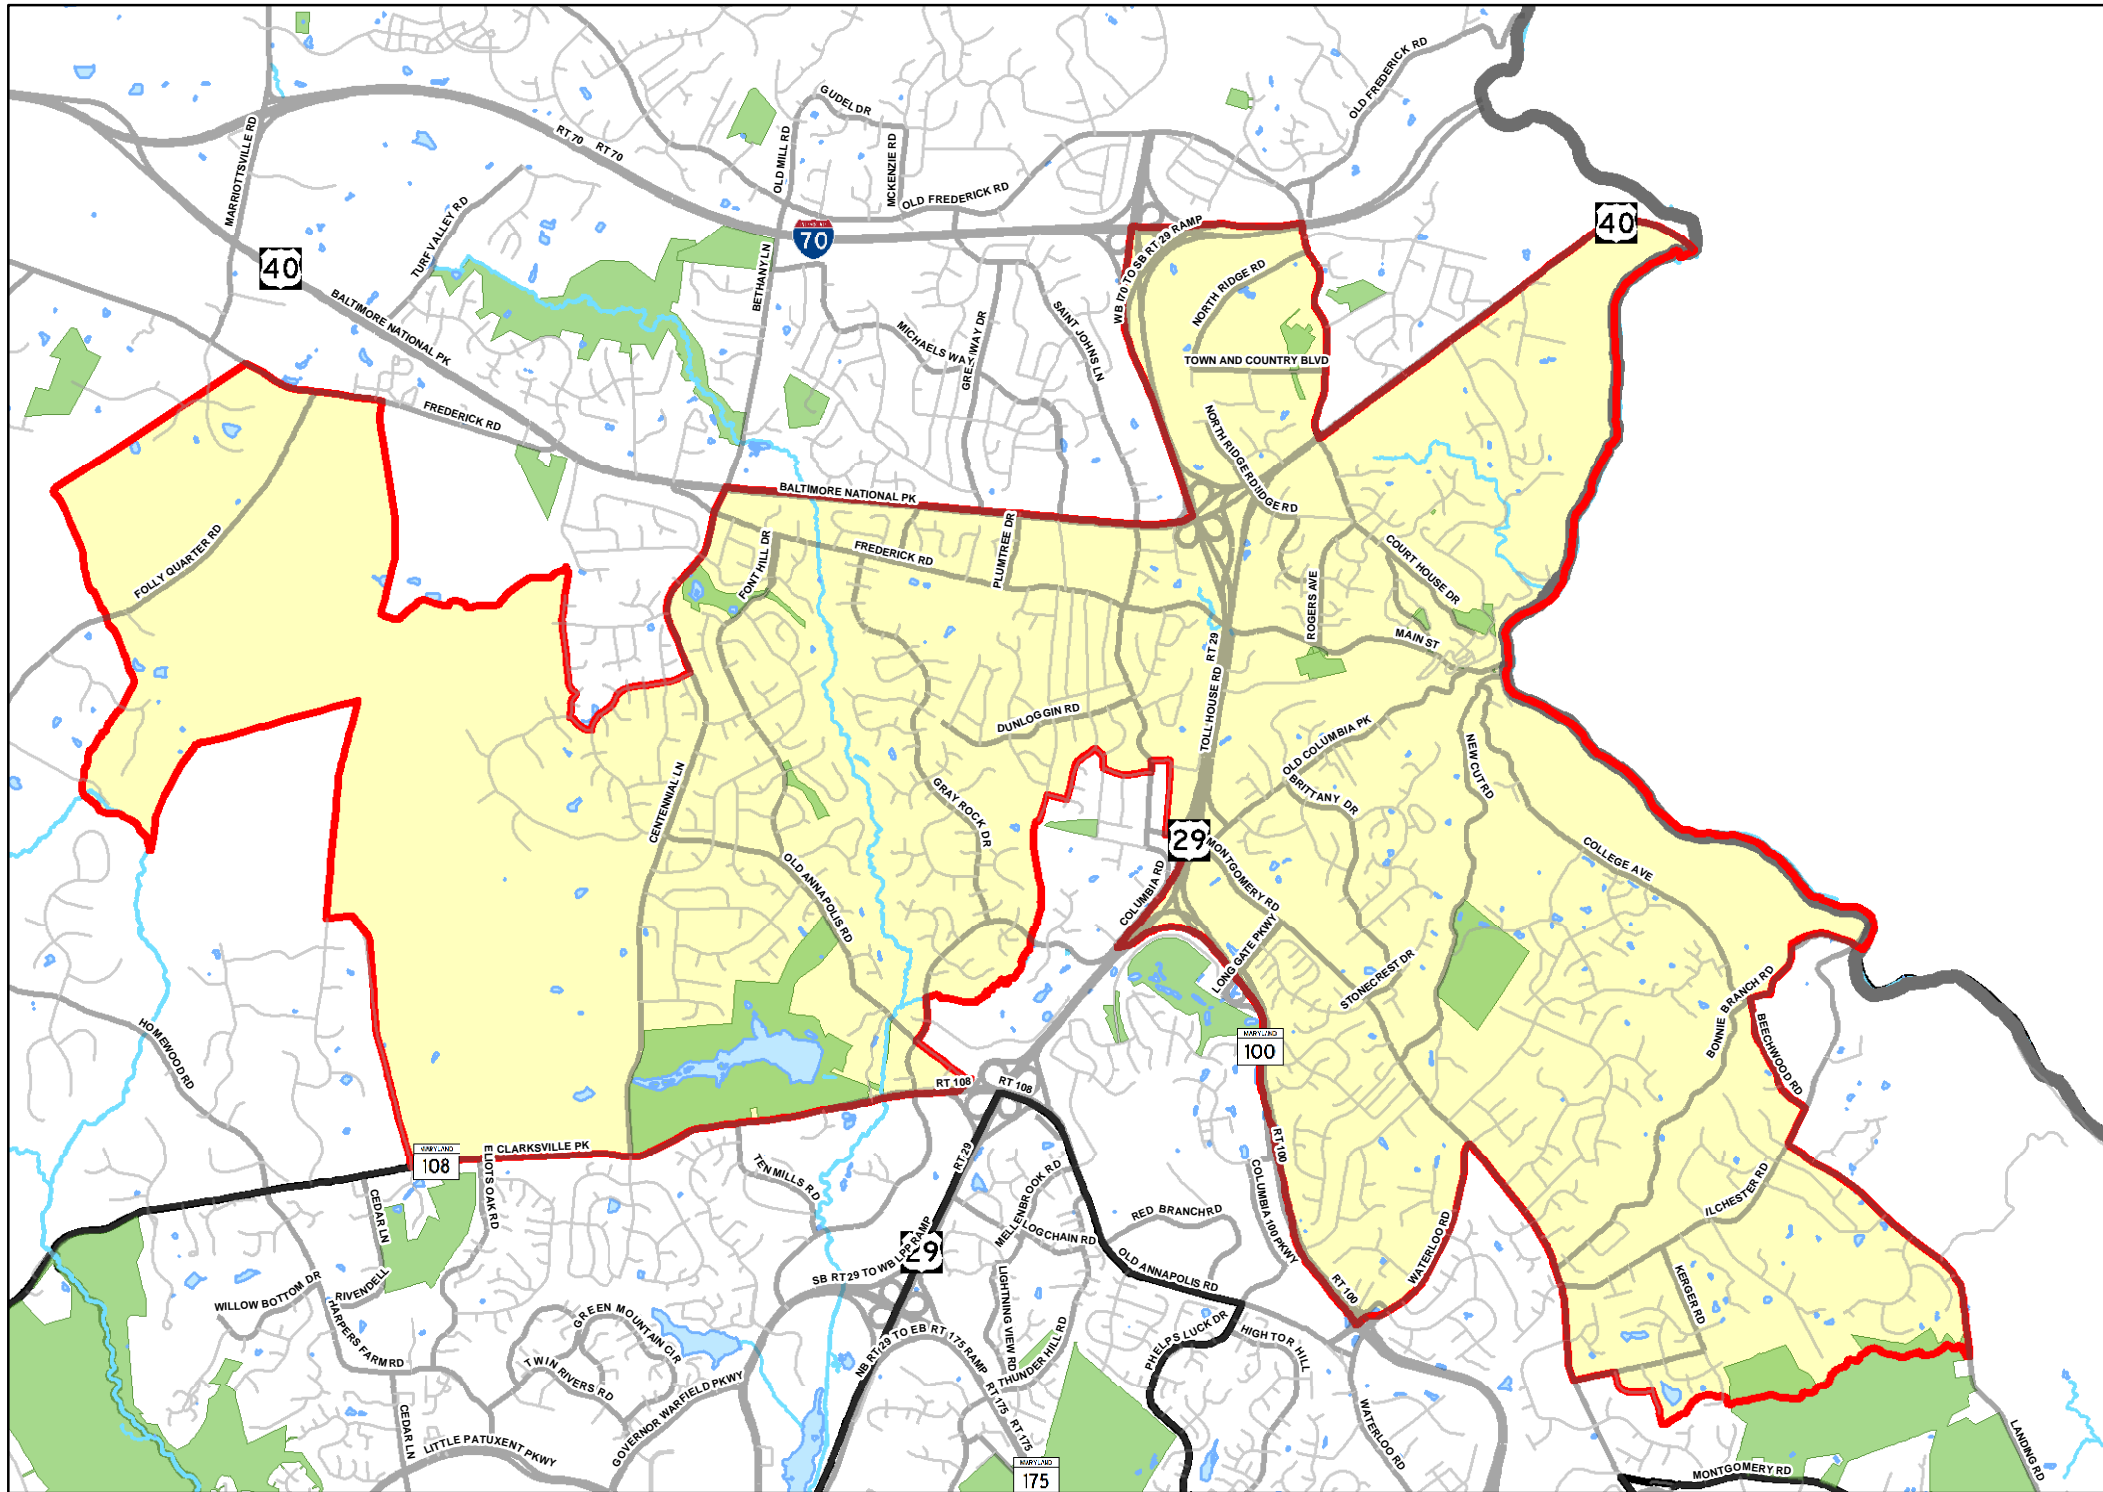 OLD FREDERICK RD
GUDEL DR
RT 70
RT 70
MARRIOTTSVILLE RD
OLD MILL RD
MCKENZIE RD
OLD FREDERICK RD
TURF VALLEY RD
40
70
40
BETHANY LN
WB I70 TO SB RT 29 RAMP
NORTH RIDGE RD
BALTIMORE NATIONAL PK
MICHAELS WAY
SAINT JOHNS LN
TOWN AND COUNTRY BLVD
FREDERICK RD
NORTH RIDGE RD
RIDGE RD
BALTIMORE NATIONAL PK
FOLLY QUARTER RD
FONT HILL DR
FREDERICK RD
PLUMTREE DR
COURT HOUSE DR
ROGERS AVE
MAIN ST
TOLL HOUSE RD
RT 29
DUNLOGGIN RD
OLD COLUMBIA PK
NEW CUT RD
BRITTANY DR
CENTENNIAL LN
GRAY ROCK DR
29
MONTGOMERY RD
COLLEGE AVE
OLD ANNAPOLIS RD
COLUMBIA RD
LONG GATE PKWY
STONECREST DR
BONNIE BRANCH RD
BEECHWOOD RD
HOMEWOOD RD
MARYLAND
100
RT 108
RT 108
CLARKSVILLE PK
MARYLAND
108
ELIOTS OAK RD
TEN MILLS RD
RT 29
RT 100
COLUMBIA 100 PKWY
CEDAR LN
MELLENBROOK RD
RED BRANCH RD
LOGCHAIN RD
ILCHESTER RD
WATERLOO RD
29
SB RT 29 TO WB LPP RAMP
OLD ANNAPOLIS RD
RT 100
KERGER RD
WILLOW BOTTOM DR
RIVENDELL
HARPERS FARM RD
GREEN MOUNTAIN CIR
TWIN RIVERS RD
LIGHTNING VIEW RD
THUNDER HILL RD
NB RT 29 TO EB RT 175 RAMP
PHELPS LUCK DR
HIGH TOR HILL
GOVERNOR WARFIELD PKWY
CEDAR LN
LITTLE PATUXENT PKWY
RT 175
RT 175
WATERLOO RD
LANDING RD
MARYLAND
175
MONTGOMERY RD